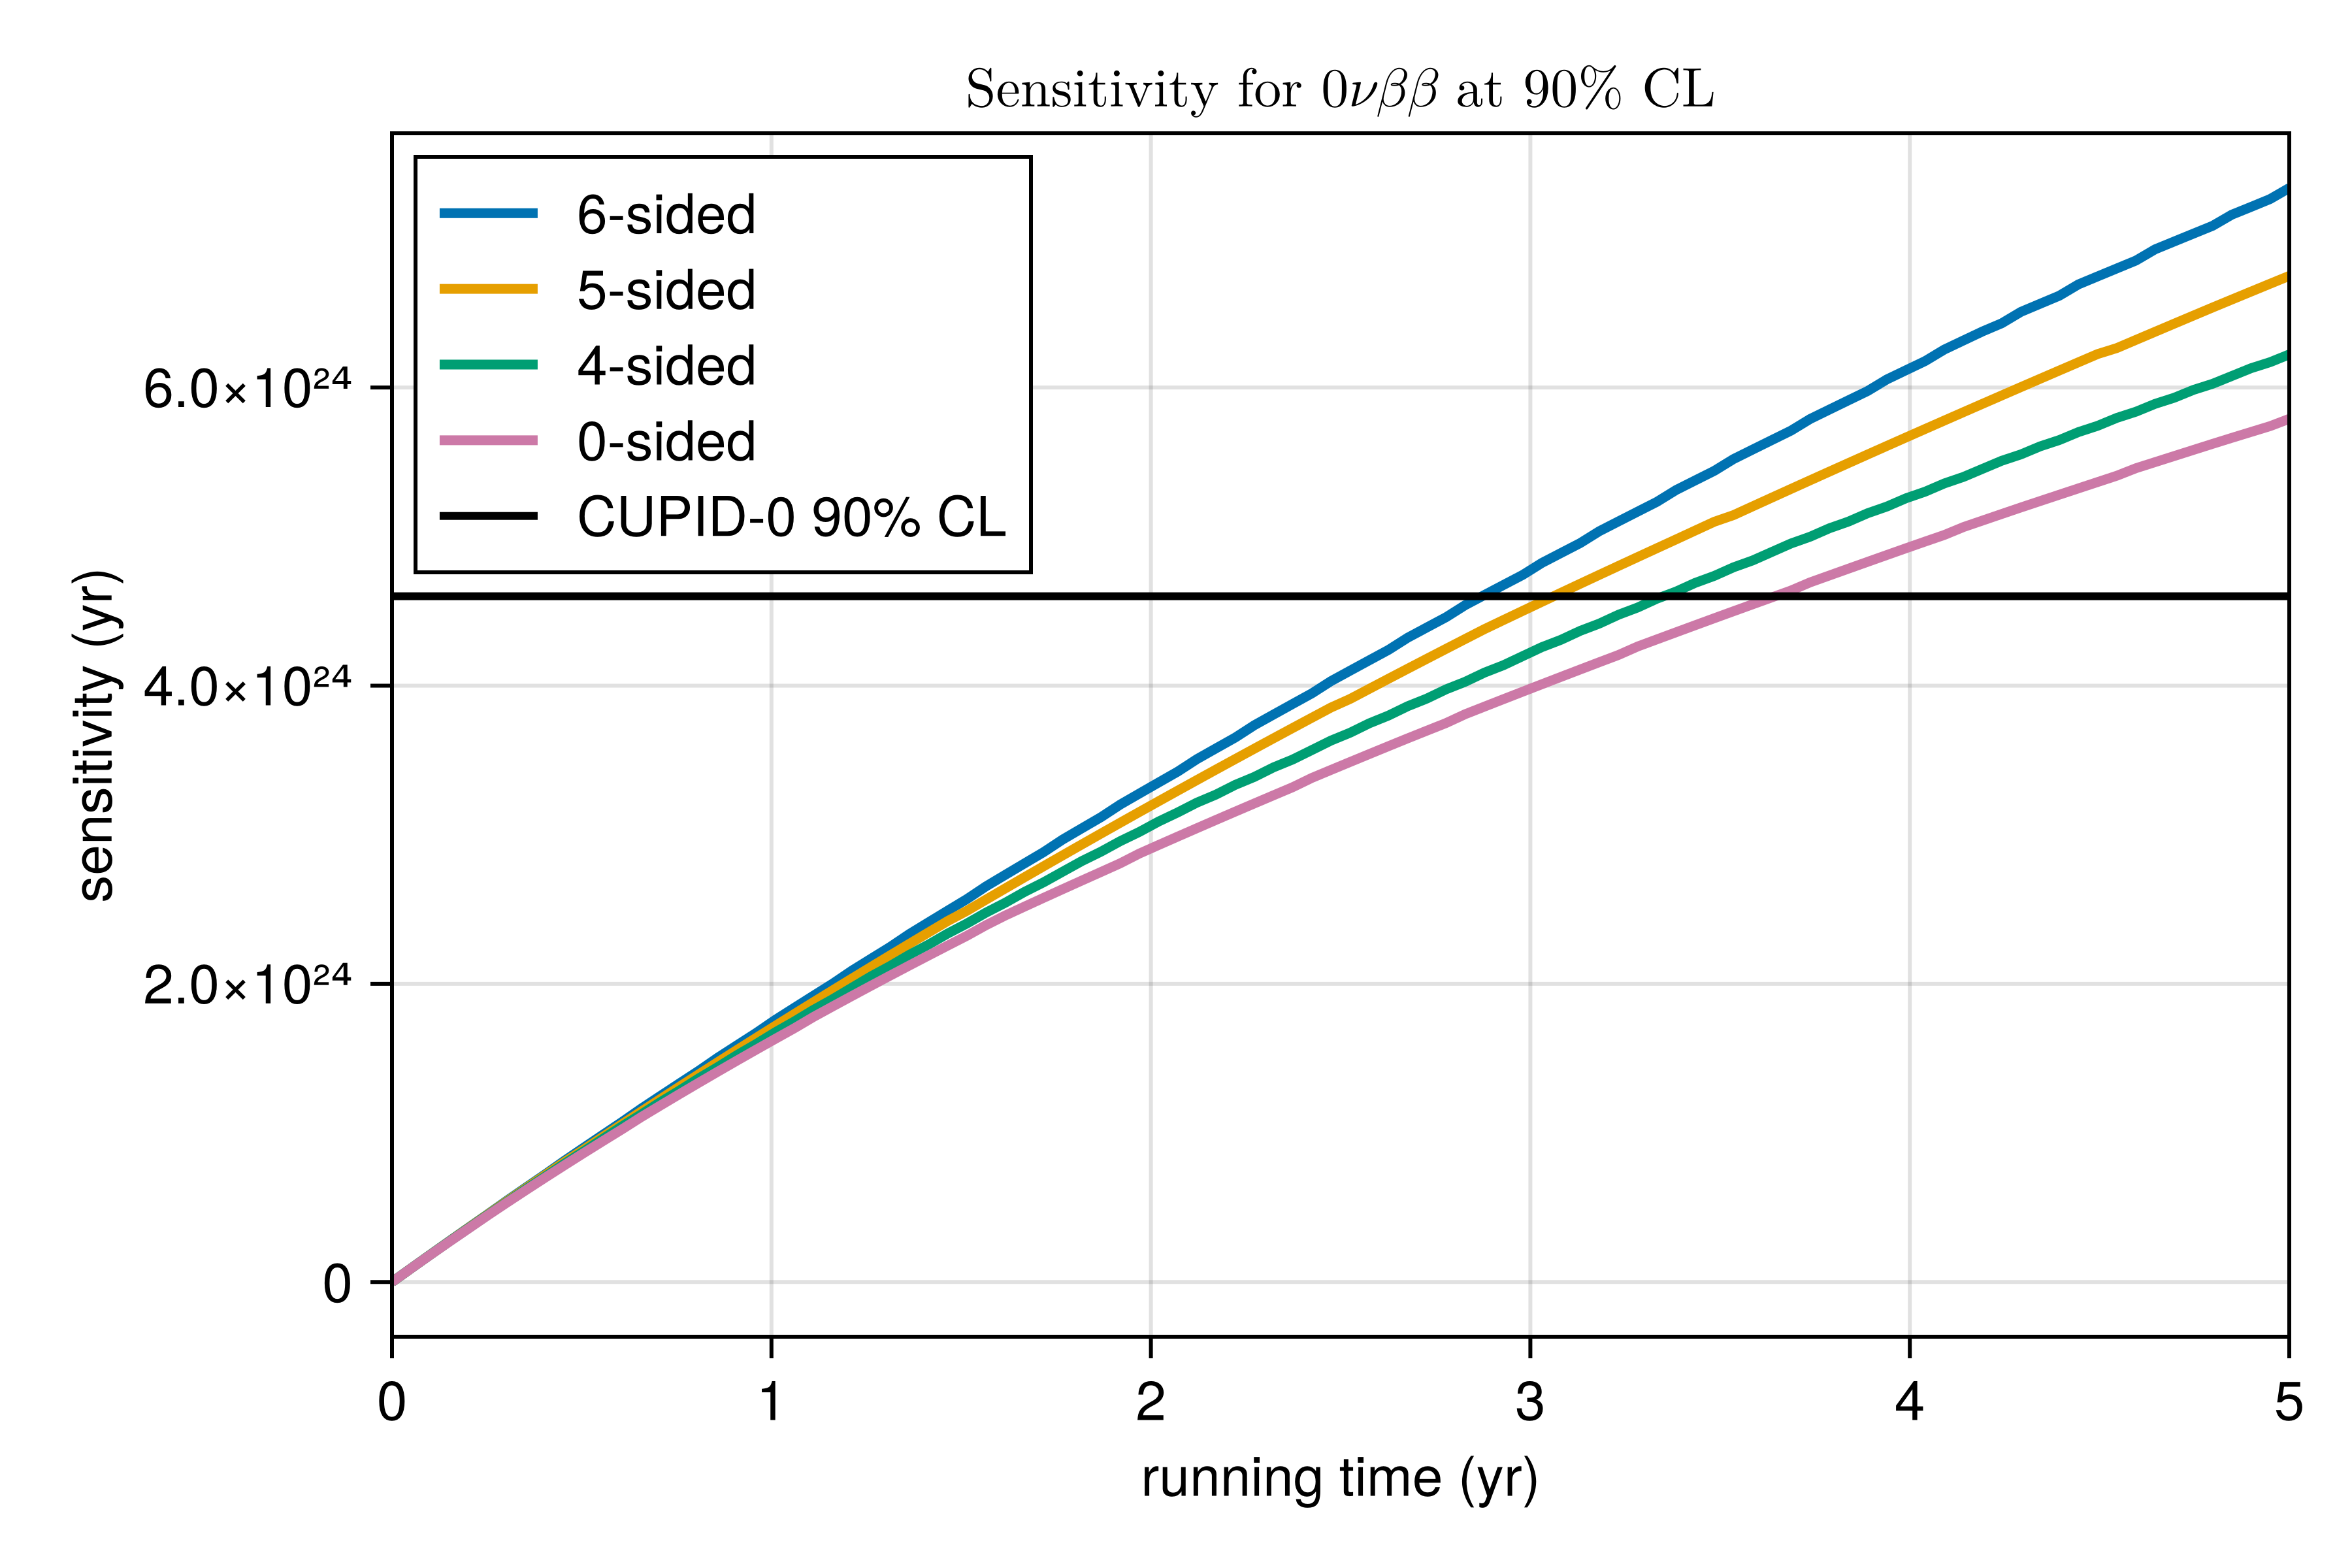 Sensitivity for 0νββ at 90% CL
6-sided
5-sided
4-sided
0-sided
CUPID-0 90% CL
sensitivity (yr)
6.0×10²⁴
4.0×10²⁴
2.0×10²⁴
0
0 1 2 3 4 5
running time (yr)